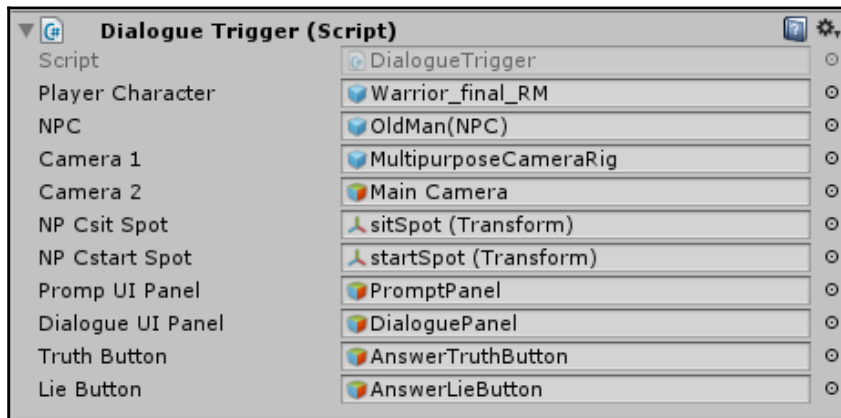 Dialogue Trigger (Script)
Script DialogueTrigger
Player Character Warrior_final_RM
NPC OldMan(NPC)
Camera 1 MultipurposeCameraRig
Camera 2 Main Camera
NP Csit Spot sitSpot (Transform)
NP Cstart Spot startSpot (Transform)
Promp UI Panel PromptPanel
Dialogue UI Panel DialoguePanel
Truth Button AnswerTruthButton
Lie Button AnswerLieButton